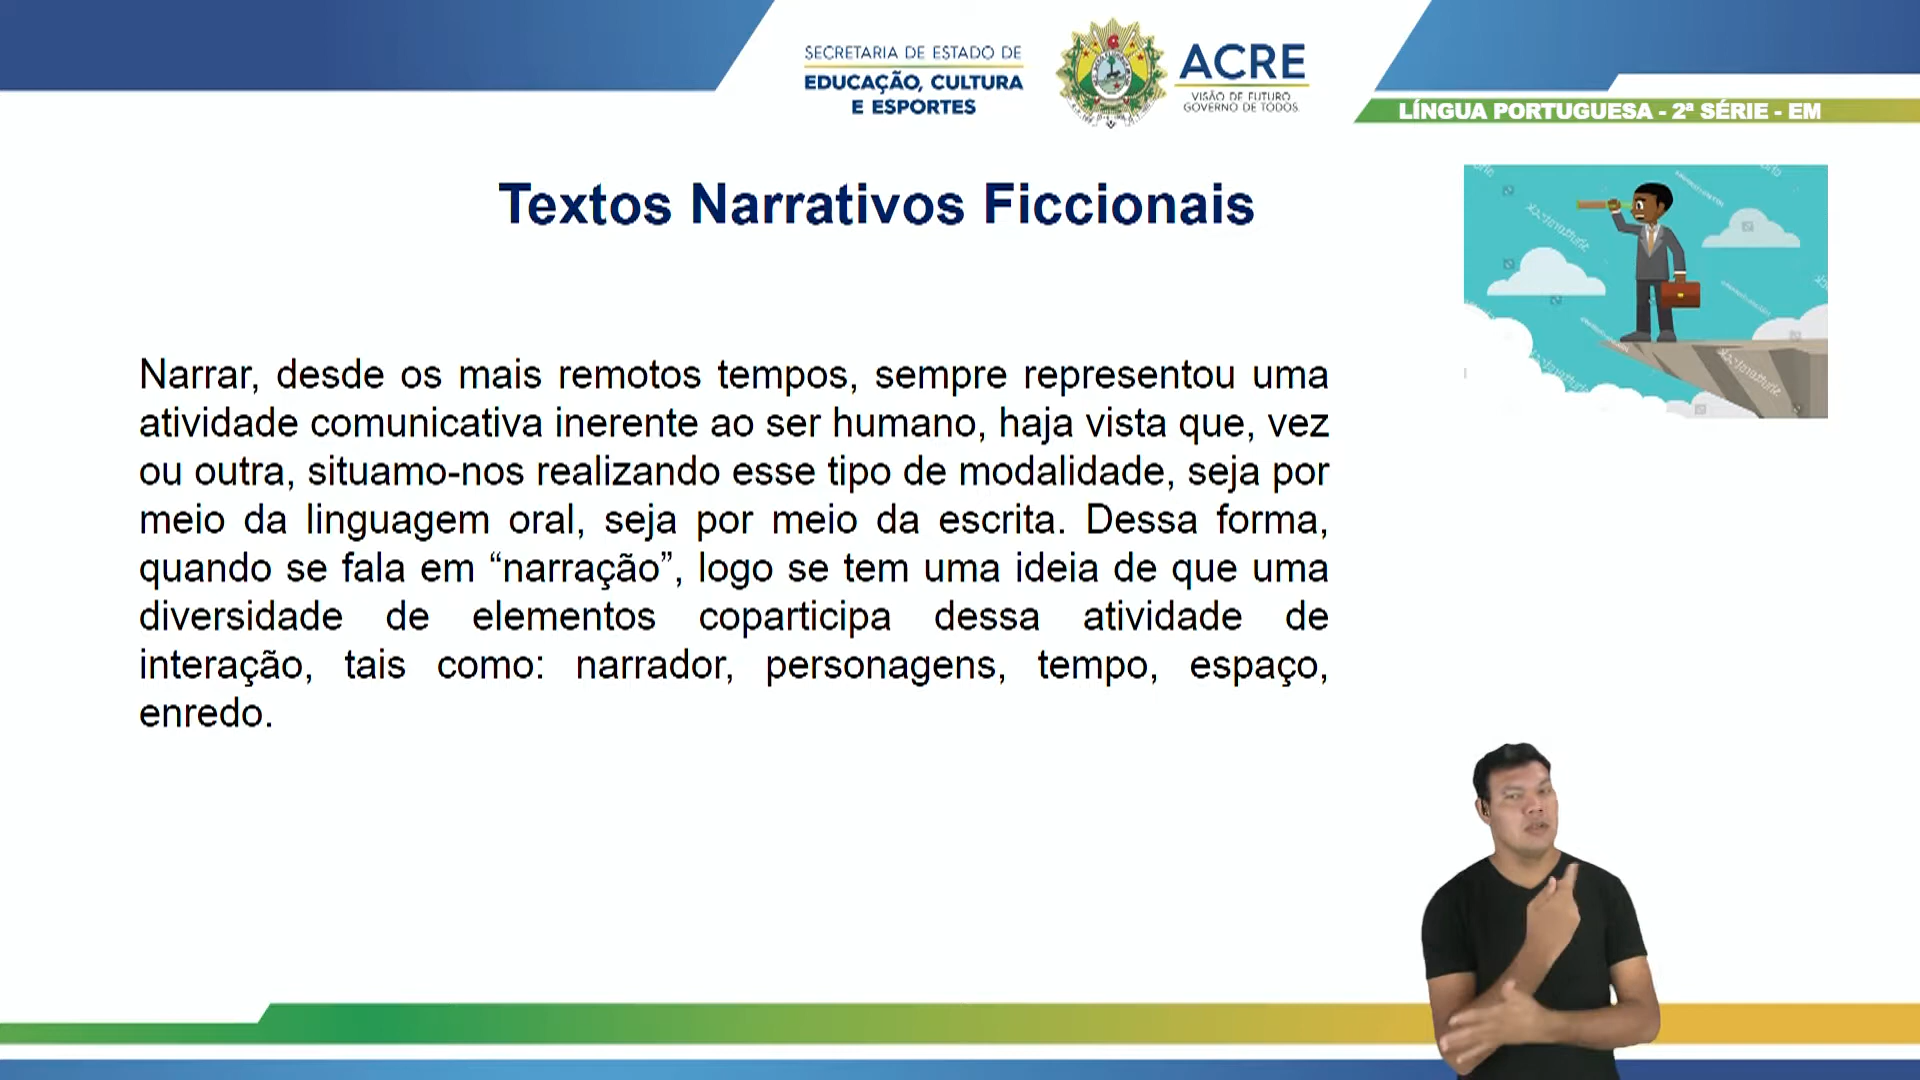 SECRETARIA DE ESTADO DE
EDUCAÇÃO, CULTURA
E ESPORTES
ACRE
VISÃO DE FUTURO
GOVERNO DE TODOS
LÍNGUA PORTUGUESA - 2ª SÉRIE - EM
Textos Narrativos Ficcionais
Narrar, desde os mais remotos tempos, sempre representou uma
atividade comunicativa inerente ao ser humano, haja vista que, vez
ou outra, situamo-nos realizando esse tipo de modalidade, seja por
meio da linguagem oral, seja por meio da escrita. Dessa forma,
quando se fala em “narração”, logo se tem uma ideia de que uma
diversidade de elementos coparticipa dessa atividade de
interação, tais como: narrador, personagens, tempo, espaço,
enredo.